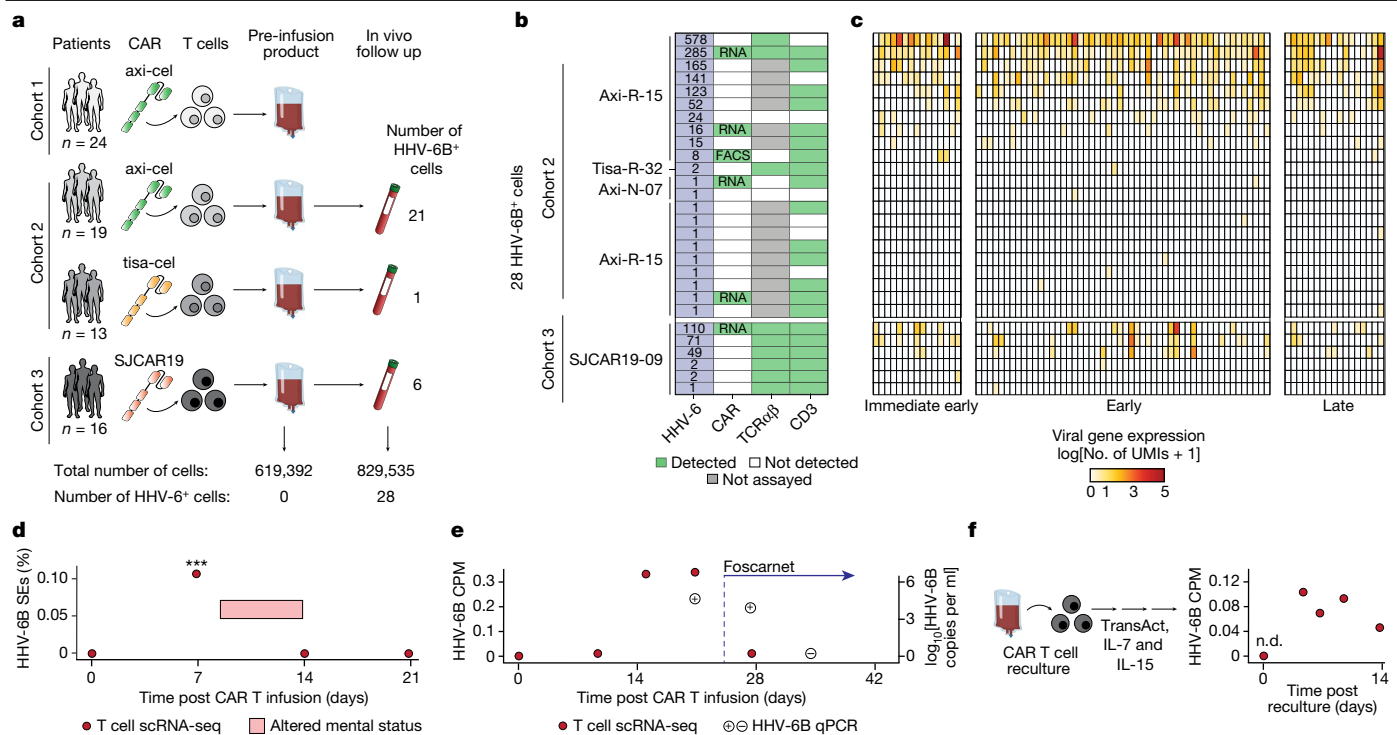 a
Patients
CAR
T cells
Pre-infusion
product
In vivo
follow up
Cohort 1
axi-cel
n = 24
Number of
HHV-6B+
cells
Cohort 2
axi-cel
n = 19
21
tisa-cel
n = 13
1
Cohort 3
SJCAR19
n = 16
6
Total number of cells:
619,392
829,535
Number of HHV-6+ cells:
0
28
b
28 HHV-6B+ cells
Cohort 2
Cohort 3
Axi-R-15
Tisa-R-32
Axi-N-07
Axi-R-15
SJCAR19-09
578
285 RNA
165
141
123
52
24
16 RNA
15
8 FACS
2
1 RNA
1
1
1
1
1
1
1
1
1 RNA
1
110 RNA
71
49
2
2
1
HHV-6
CAR
TCRαβ
CD3
Detected
Not detected
Not assayed
c
Immediate early
Early
Late
Viral gene expression
log[No. of UMIs + 1]
0 1 3 5
d
HHV-6B SEs (%)
0.10
0.05
0
***
0 7 14 21
Time post CAR T infusion (days)
T cell scRNA-seq
Altered mental status
e
HHV-6B CPM
0.3
0.2
0.1
0
Foscarnet
6
3
0
log10[HHV-6B
copies per ml]
0 14 28 42
Time post CAR T infusion (days)
T cell scRNA-seq
HHV-6B qPCR
f
CAR T cell
reculture
TransAct,
IL-7 and
IL-15
HHV-6B CPM
0.12
0.08
0.04
0
n.d.
0 14
Time post
reculture (days)